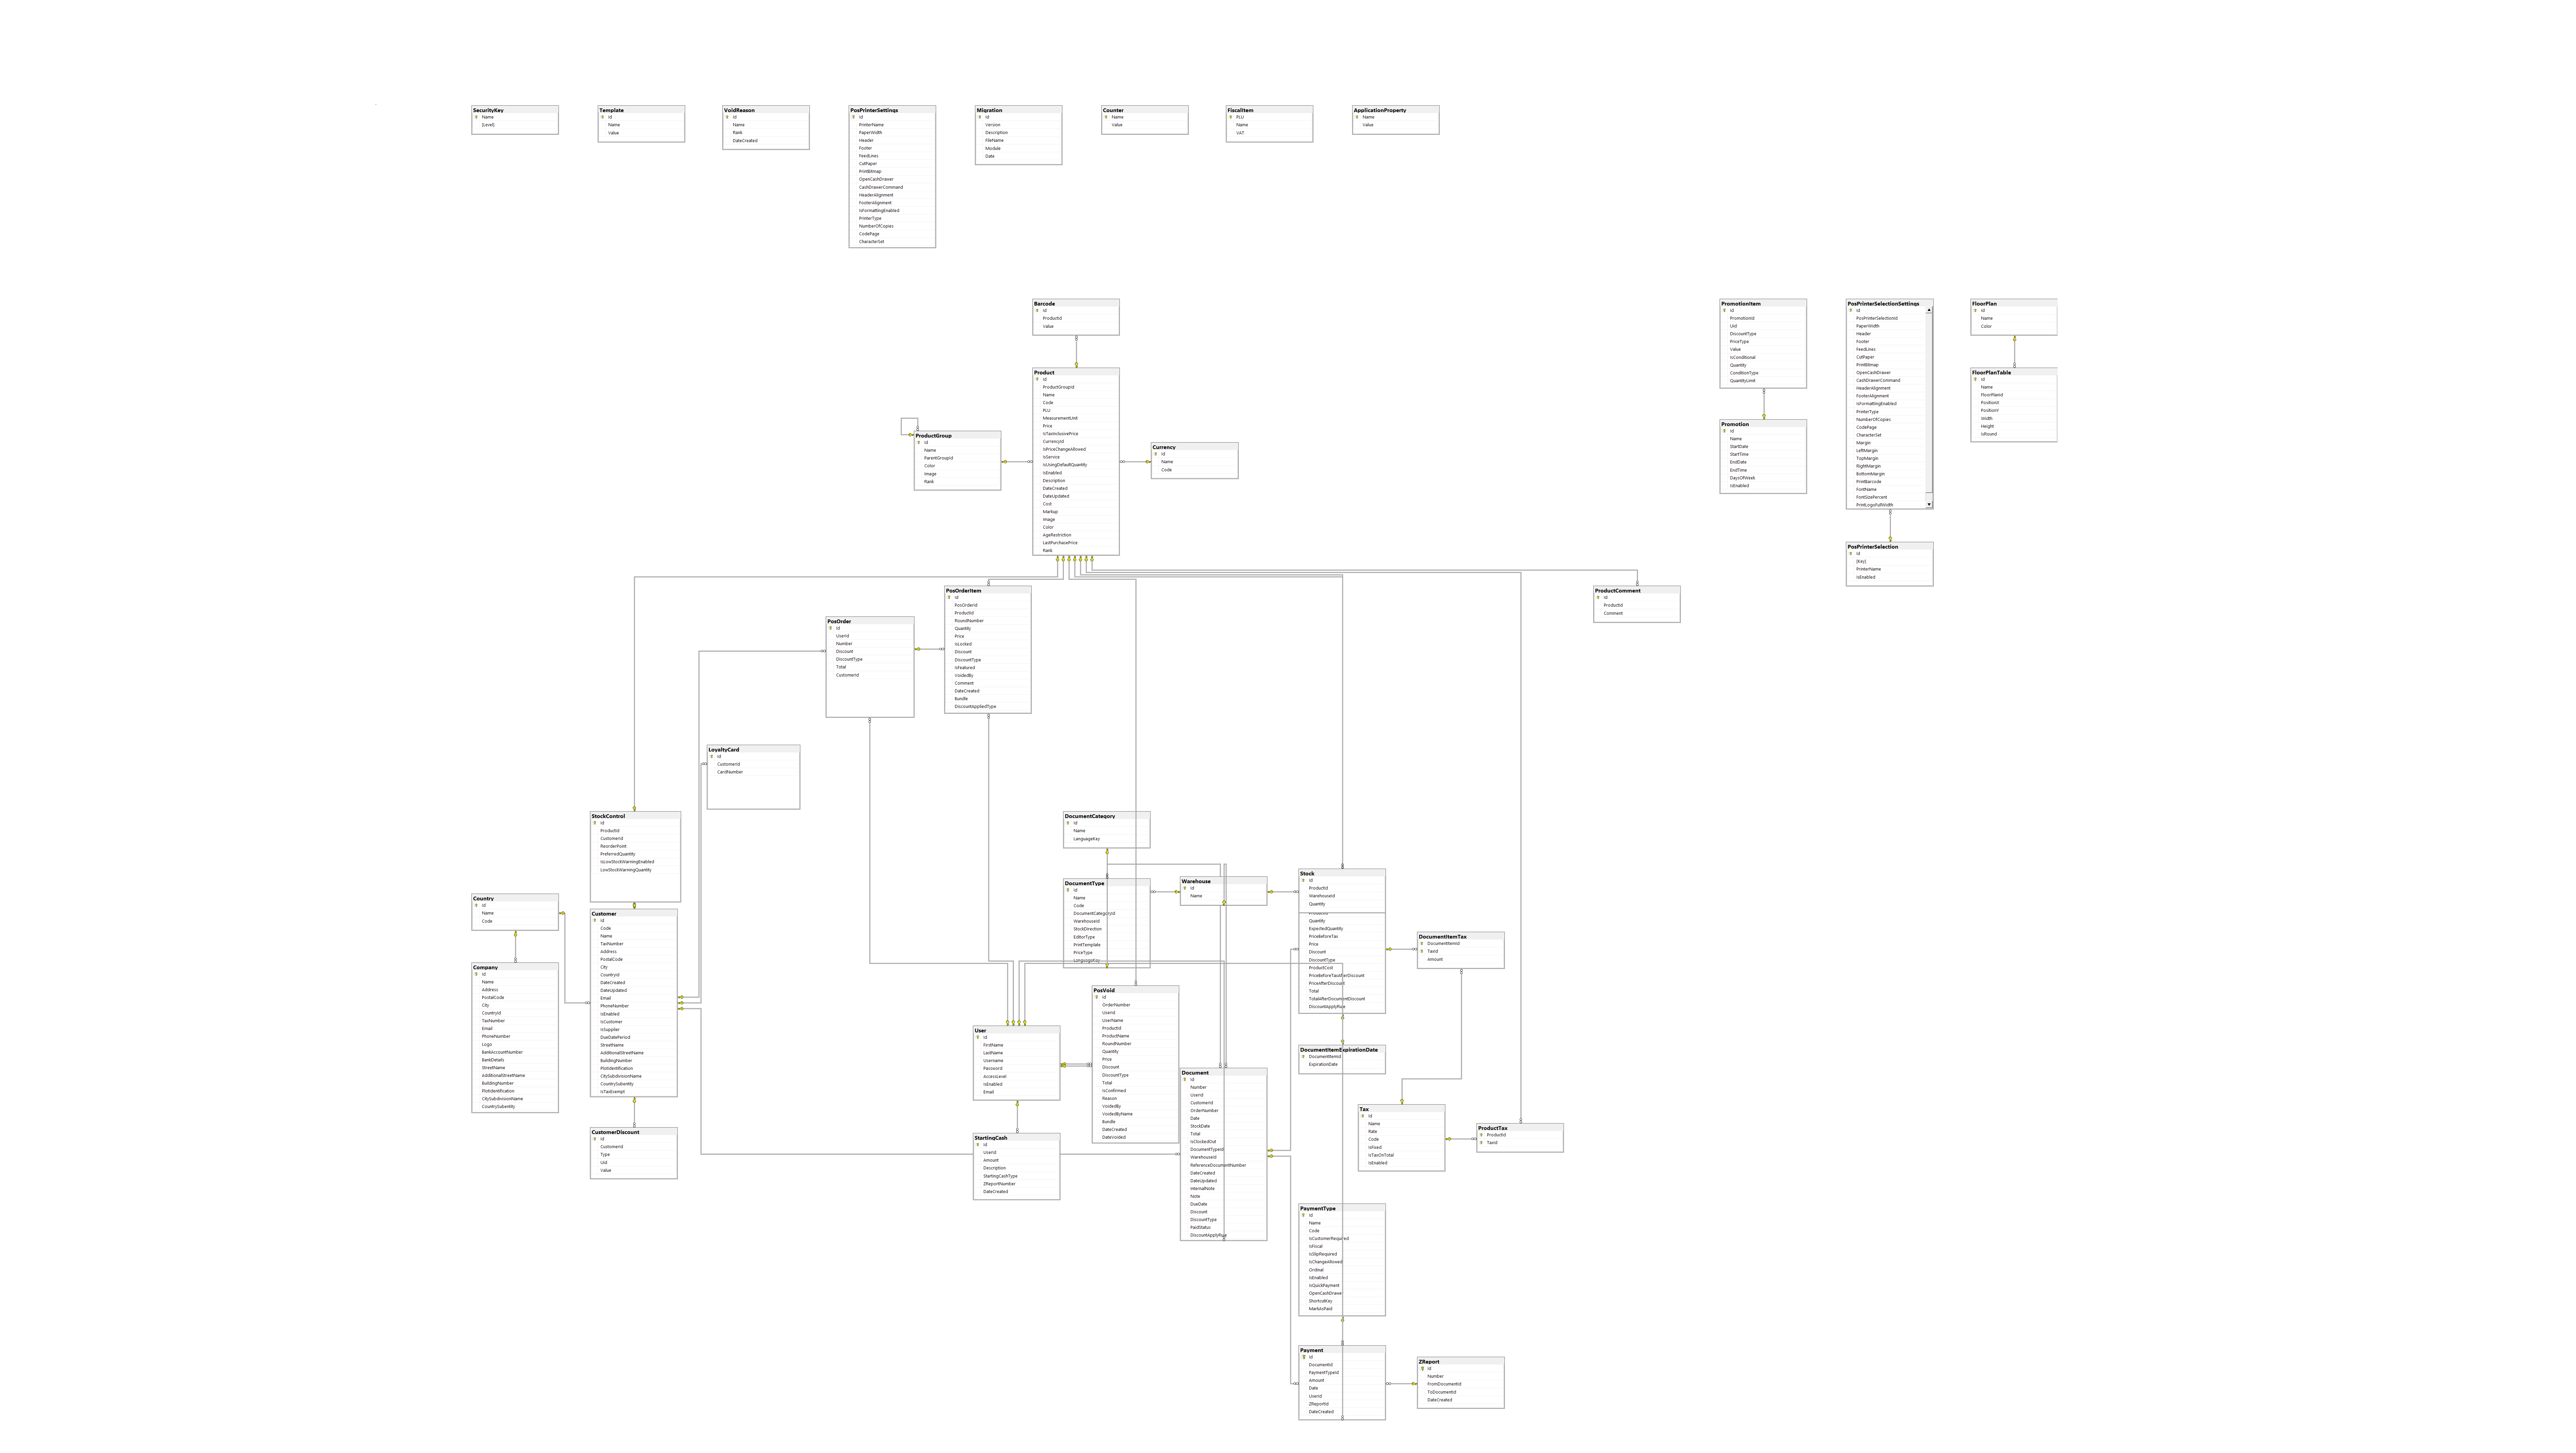 SecurityKey
Name
[Level]
Template
Id
Name
Value
VoidReason
Id
Name
Rank
DateCreated
PosPrinterSettings
Id
PrinterName
PaperWidth
Header
Footer
FeedLines
CutPaper
PrintBitmap
OpenCashDrawer
CashDrawerCommand
HeaderAlignment
FooterAlignment
IsFormattingEnabled
PrinterType
NumberOfCopies
CodePage
CharacterSet
Migration
Id
Version
Description
FileName
Module
Date
Counter
Name
Value
FiscalItem
PLU
Name
VAT
ApplicationProperty
Name
Value
Barcode
Id
ProductId
Value
Product
Id
ProductGroupId
Name
Code
PLU
MeasurementUnit
Price
IsTaxInclusivePrice
CurrencyId
IsPriceChangeAllowed
IsService
IsUsingDefaultQuantity
IsEnabled
Description
DateCreated
DateUpdated
Cost
Markup
Image
Color
AgeRestriction
LastPurchasePrice
Rank
ProductGroup
Id
Name
ParentGroupId
Color
Image
Rank
Currency
Id
Name
Code
PromotionItem
Id
PromotionId
Uid
DiscountType
PriceType
Value
IsConditional
Quantity
ConditionType
QuantityLimit
Promotion
Id
Name
StartDate
StartTime
EndDate
EndTime
DaysOfWeek
IsEnabled
PosPrinterSelectionSettings
Id
PosPrinterSelectionId
PaperWidth
Header
Footer
FeedLines
CutPaper
PrintBitmap
OpenCashDrawer
CashDrawerCommand
HeaderAlignment
FooterAlignment
IsFormattingEnabled
PrinterType
NumberOfCopies
CodePage
CharacterSet
Margin
LeftMargin
TopMargin
RightMargin
BottomMargin
PrintBarcode
FontName
FontSizePercent
PrintLogoFullWidth
PosPrinterSelection
Id
[Key]
PrinterName
IsEnabled
FloorPlan
Id
Name
Color
FloorPlanTable
Id
Name
FloorPlanId
PositionX
PositionY
Width
Height
IsRound
ProductComment
Id
ProductId
Comment
PosOrderItem
Id
PosOrderId
ProductId
RoundNumber
Quantity
Price
IsLocked
Discount
DiscountType
IsFeatured
VoidedBy
Comment
DateCreated
Bundle
DiscountAppliedType
PosOrder
Id
UserId
Number
Discount
DiscountType
Total
CustomerId
LoyaltyCard
Id
CustomerId
CardNumber
StockControl
Id
ProductId
CustomerId
ReorderPoint
PreferredQuantity
IsLowStockWarningEnabled
LowStockWarningQuantity
Country
Id
Name
Code
Company
Id
Name
Address
PostalCode
City
CountryId
TaxNumber
Email
PhoneNumber
Logo
BankAccountNumber
BankDetails
StreetName
AdditionalStreetName
BuildingNumber
PlotIdentification
CitySubdivisionName
CountrySubentity
Customer
Id
Code
Name
TaxNumber
Address
PostalCode
City
CountryId
DateCreated
DateUpdated
Email
PhoneNumber
IsEnabled
IsCustomer
IsSupplier
DueDatePeriod
StreetName
AdditionalStreetName
BuildingNumber
PlotIdentification
CitySubdivisionName
CountrySubentity
IsTaxExempt
CustomerDiscount
Id
CustomerId
Type
Uid
Value
DocumentCategory
Id
Name
LanguageKey
DocumentType
Id
Name
Code
DocumentCategoryId
WarehouseId
StockDirection
EditorType
PrintTemplate
PriceType
LanguageKey
Warehouse
Id
Name
Stock
Id
ProductId
WarehouseId
Quantity
ProductId
Quantity
ExpectedQuantity
PriceBeforeTax
Price
Discount
DiscountType
ProductCost
PriceBeforeTaxAfterDiscount
PriceAfterDiscount
Total
TotalAfterDocumentDiscount
DiscountApplyRule
DocumentItemTax
DocumentItemId
TaxId
Amount
DocumentItemExpirationDate
DocumentItemId
ExpirationDate
User
Id
FirstName
LastName
Username
Password
AccessLevel
IsEnabled
Email
StartingCash
Id
UserId
Amount
Description
StartingCashType
ZReportNumber
DateCreated
PosVoid
Id
OrderNumber
UserId
UserName
ProductId
ProductName
RoundNumber
Quantity
Price
Discount
DiscountType
Total
IsConfirmed
Reason
VoidedBy
VoidedByName
Bundle
DateCreated
DateVoided
Document
Id
Number
UserId
CustomerId
OrderNumber
Date
StockDate
Total
IsClockedOut
DocumentTypeId
WarehouseId
ReferenceDocumentNumber
DateCreated
DateUpdated
InternalNote
Note
DueDate
Discount
DiscountType
PaidStatus
DiscountApplyRule
Tax
Id
Name
Rate
Code
IsFixed
IsTaxOnTotal
IsEnabled
ProductTax
ProductId
TaxId
PaymentType
Id
Name
Code
IsCustomerRequired
IsFiscal
IsSlipRequired
IsChangeAllowed
Ordinal
IsEnabled
IsQuickPayment
OpenCashDrawe
ShortcutKey
MarkAsPaid
Payment
Id
DocumentId
PaymentTypeId
Amount
Date
UserId
ZReportId
DateCreated
ZReport
Id
Number
FromDocumentId
ToDocumentId
DateCreated